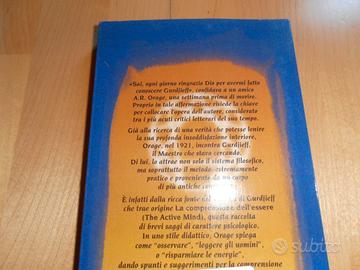 «Sai, ogni giorno ringrazio Dio per avermi fatto
conoscere Gurdjieff», confidava a un amico
A.R. Orage, una settimana prima di morire.
Proprio in tale affermazione risiede la chiave
per collocare l'opera dell'autore, considerato
tra i più acuti critici letterari del suo tempo.
Già alla ricerca di una verità che potesse lenire
la sua profonda insoddisfazione interiore,
Orage, nel 1921, incontra Gurdjieff,
il Maestro che stava cercando.
Di lui, lo attrae non solo il sistema filosofico,
ma soprattutto il metodo, estremamente
pratico e proveniente da un corpo
di più antiche
È infatti dalla ricca fonte del di Gurdjieff
che trae origine La comprensione dell'essere
(The Active Mind), questa raccolta
di brevi saggi di carattere psicologico.
In uno stile didattico, Orage spiega
come "osservare", "leggere gli uomini",
o "risparmiare le energie",
dando spunti e suggerimenti per la comprensione
subito